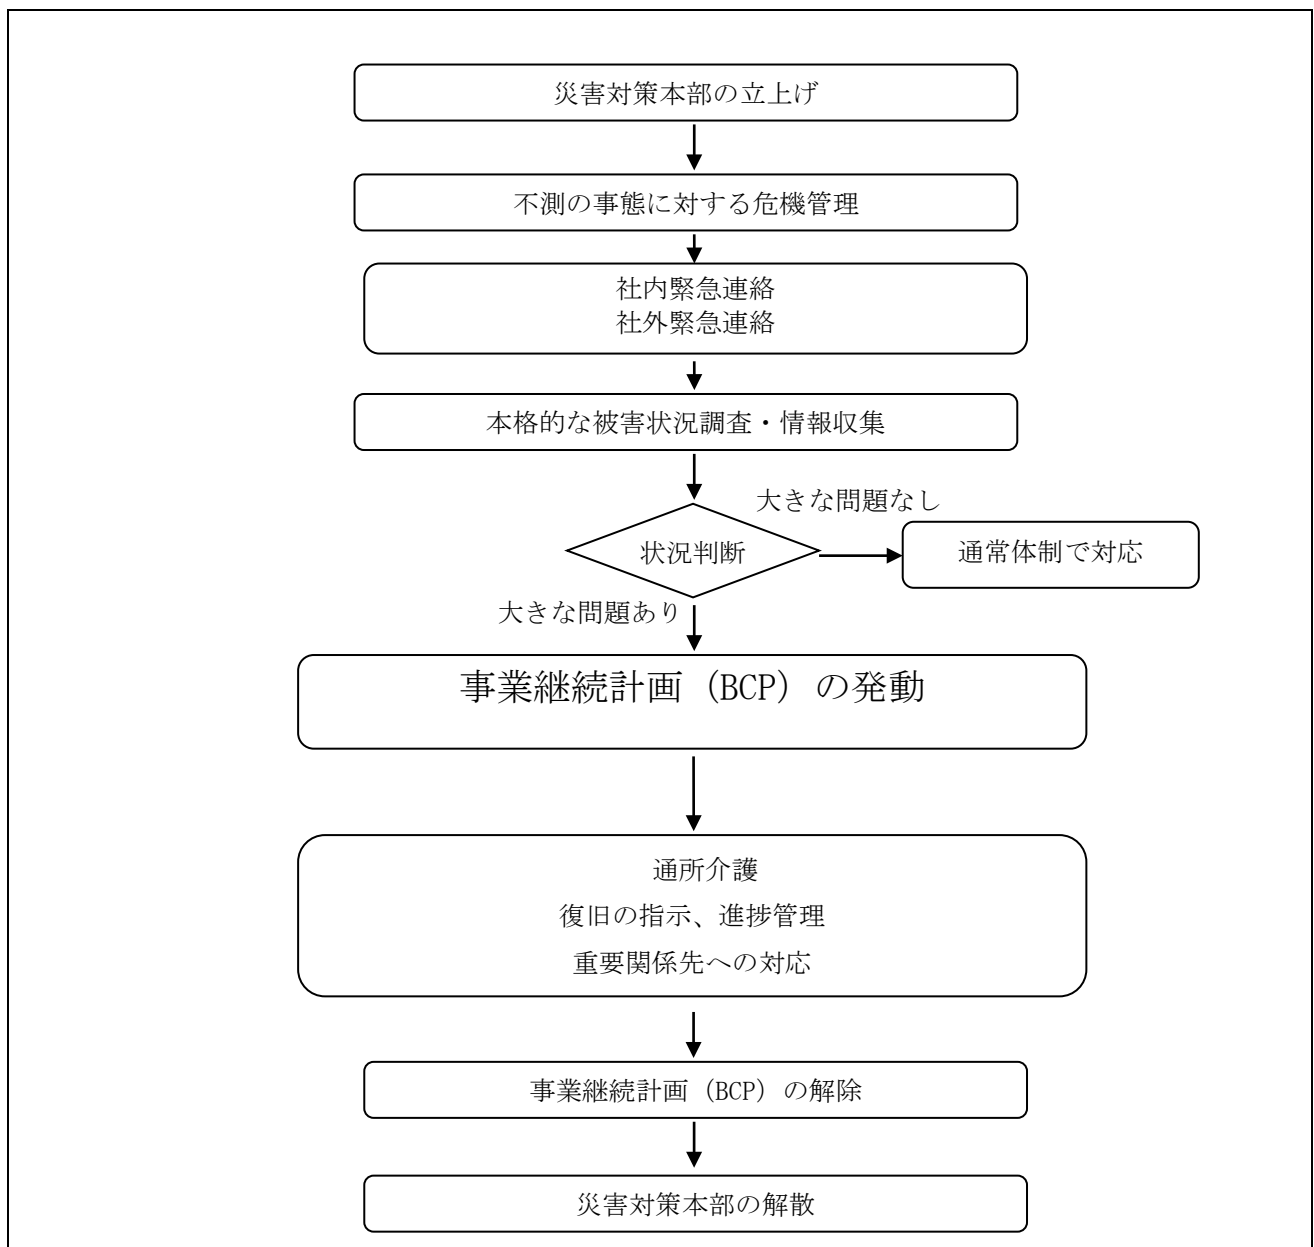 災害対策本部の立上げ
不測の事態に対する危機管理
社内緊急連絡
社外緊急連絡
本格的な被害状況調査・情報収集
大きな問題なし
状況判断
通常体制で対応
大きな問題あり
事業継続計画（BCP）の発動
通所介護
復旧の指示、進捗管理
重要関係先への対応
事業継続計画（BCP）の解除
災害対策本部の解散